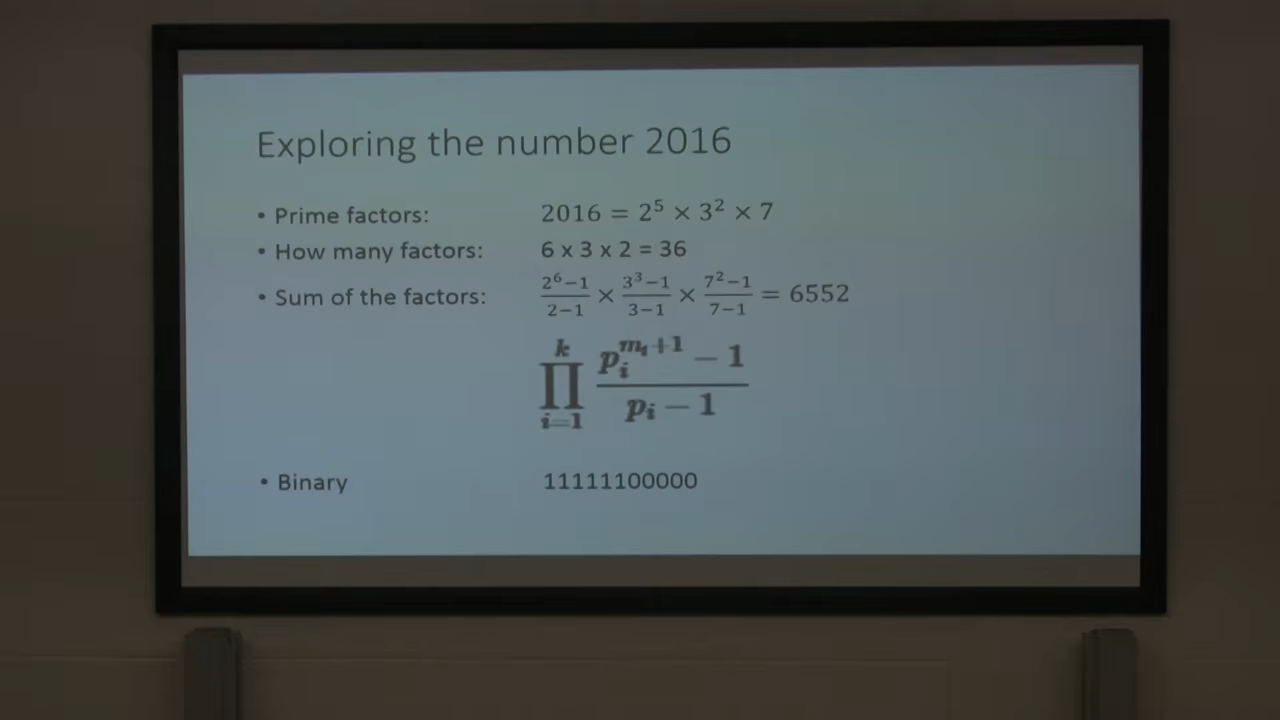 Exploring the number 2016
• Prime factors: 2016 = 2⁵ × 3² × 7
• How many factors: 6 x 3 x 2 = 36
• Sum of the factors: (2⁶−1)/(2−1) × (3³−1)/(3−1) × (7²−1)/(7−1) = 6552
∏_{i=1}^{k} (p_i^{m_i+1} − 1)/(p_i − 1)
• Binary 11111100000